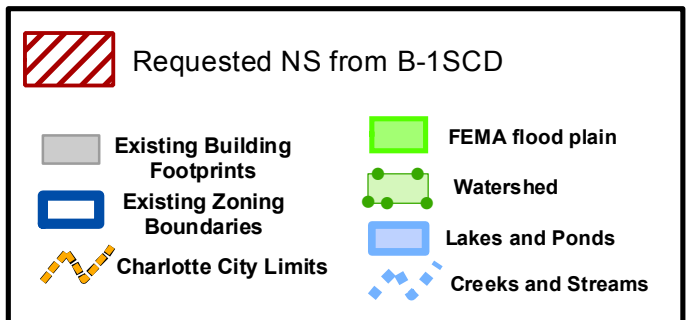 Requested NS from B-1SCD
Existing Building
Footprints
Existing Zoning
Boundaries
Charlotte City Limits
FEMA flood plain
Watershed
Lakes and Ponds
Creeks and Streams